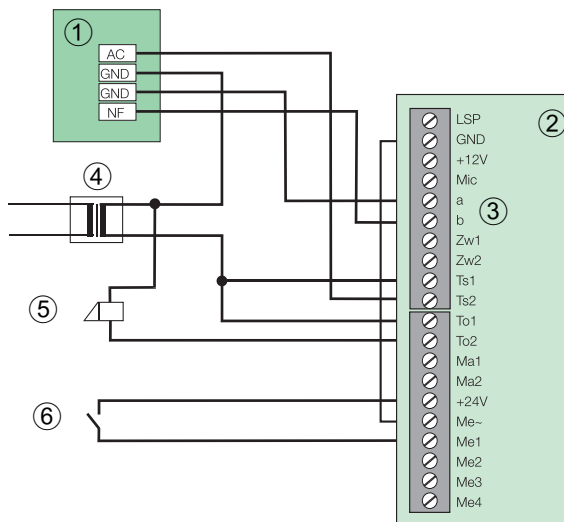 ①
AC
GND
GND
NF
②
LSP
GND
+12V
Mic
a
b
③
Zw1
Zw2
Ts1
Ts2
To1
To2
Ma1
Ma2
+24V
Me~
Me1
Me2
Me3
Me4
④
⑤
⑥